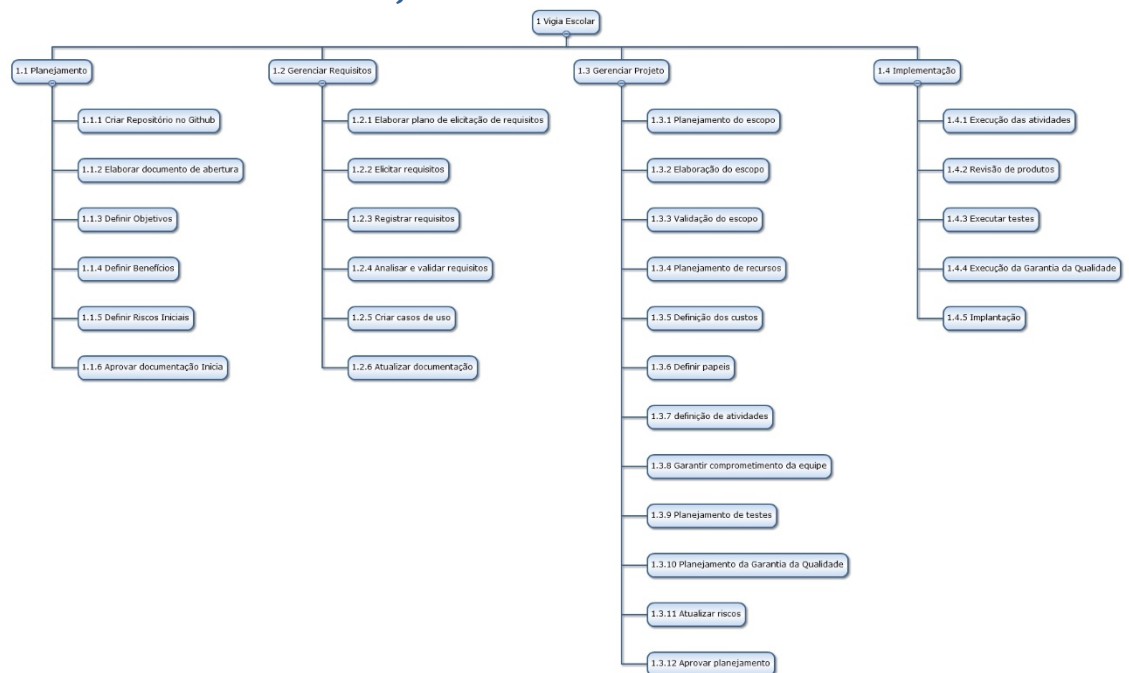 1 Vigia Escolar
1.1 Planejamento
1.1.1 Criar Repositório no Github
1.1.2 Elaborar documento de abertura
1.1.3 Definir Objetivos
1.1.4 Definir Benefícios
1.1.5 Definir Riscos Iniciais
1.1.6 Aprovar documentação Inicia
1.2 Gerenciar Requisitos
1.2.1 Elaborar plano de elicitação de requisitos
1.2.2 Elicitar requisitos
1.2.3 Registrar requisitos
1.2.4 Analisar e validar requisitos
1.2.5 Criar casos de uso
1.2.6 Atualizar documentação
1.3 Gerenciar Projeto
1.3.1 Planejamento do escopo
1.3.2 Elaboração do escopo
1.3.3 Validação do escopo
1.3.4 Planejamento de recursos
1.3.5 Definição dos custos
1.3.6 Definir papeis
1.3.7 definição de atividades
1.3.8 Garantir comprometimento da equipe
1.3.9 Planejamento de testes
1.3.10 Planejamento da Garantia da Qualidade
1.3.11 Atualizar riscos
1.3.12 Aprovar planejamento
1.4 Implementação
1.4.1 Execução das atividades
1.4.2 Revisão de produtos
1.4.3 Executar testes
1.4.4 Execução da Garantia da Qualidade
1.4.5 Implantação